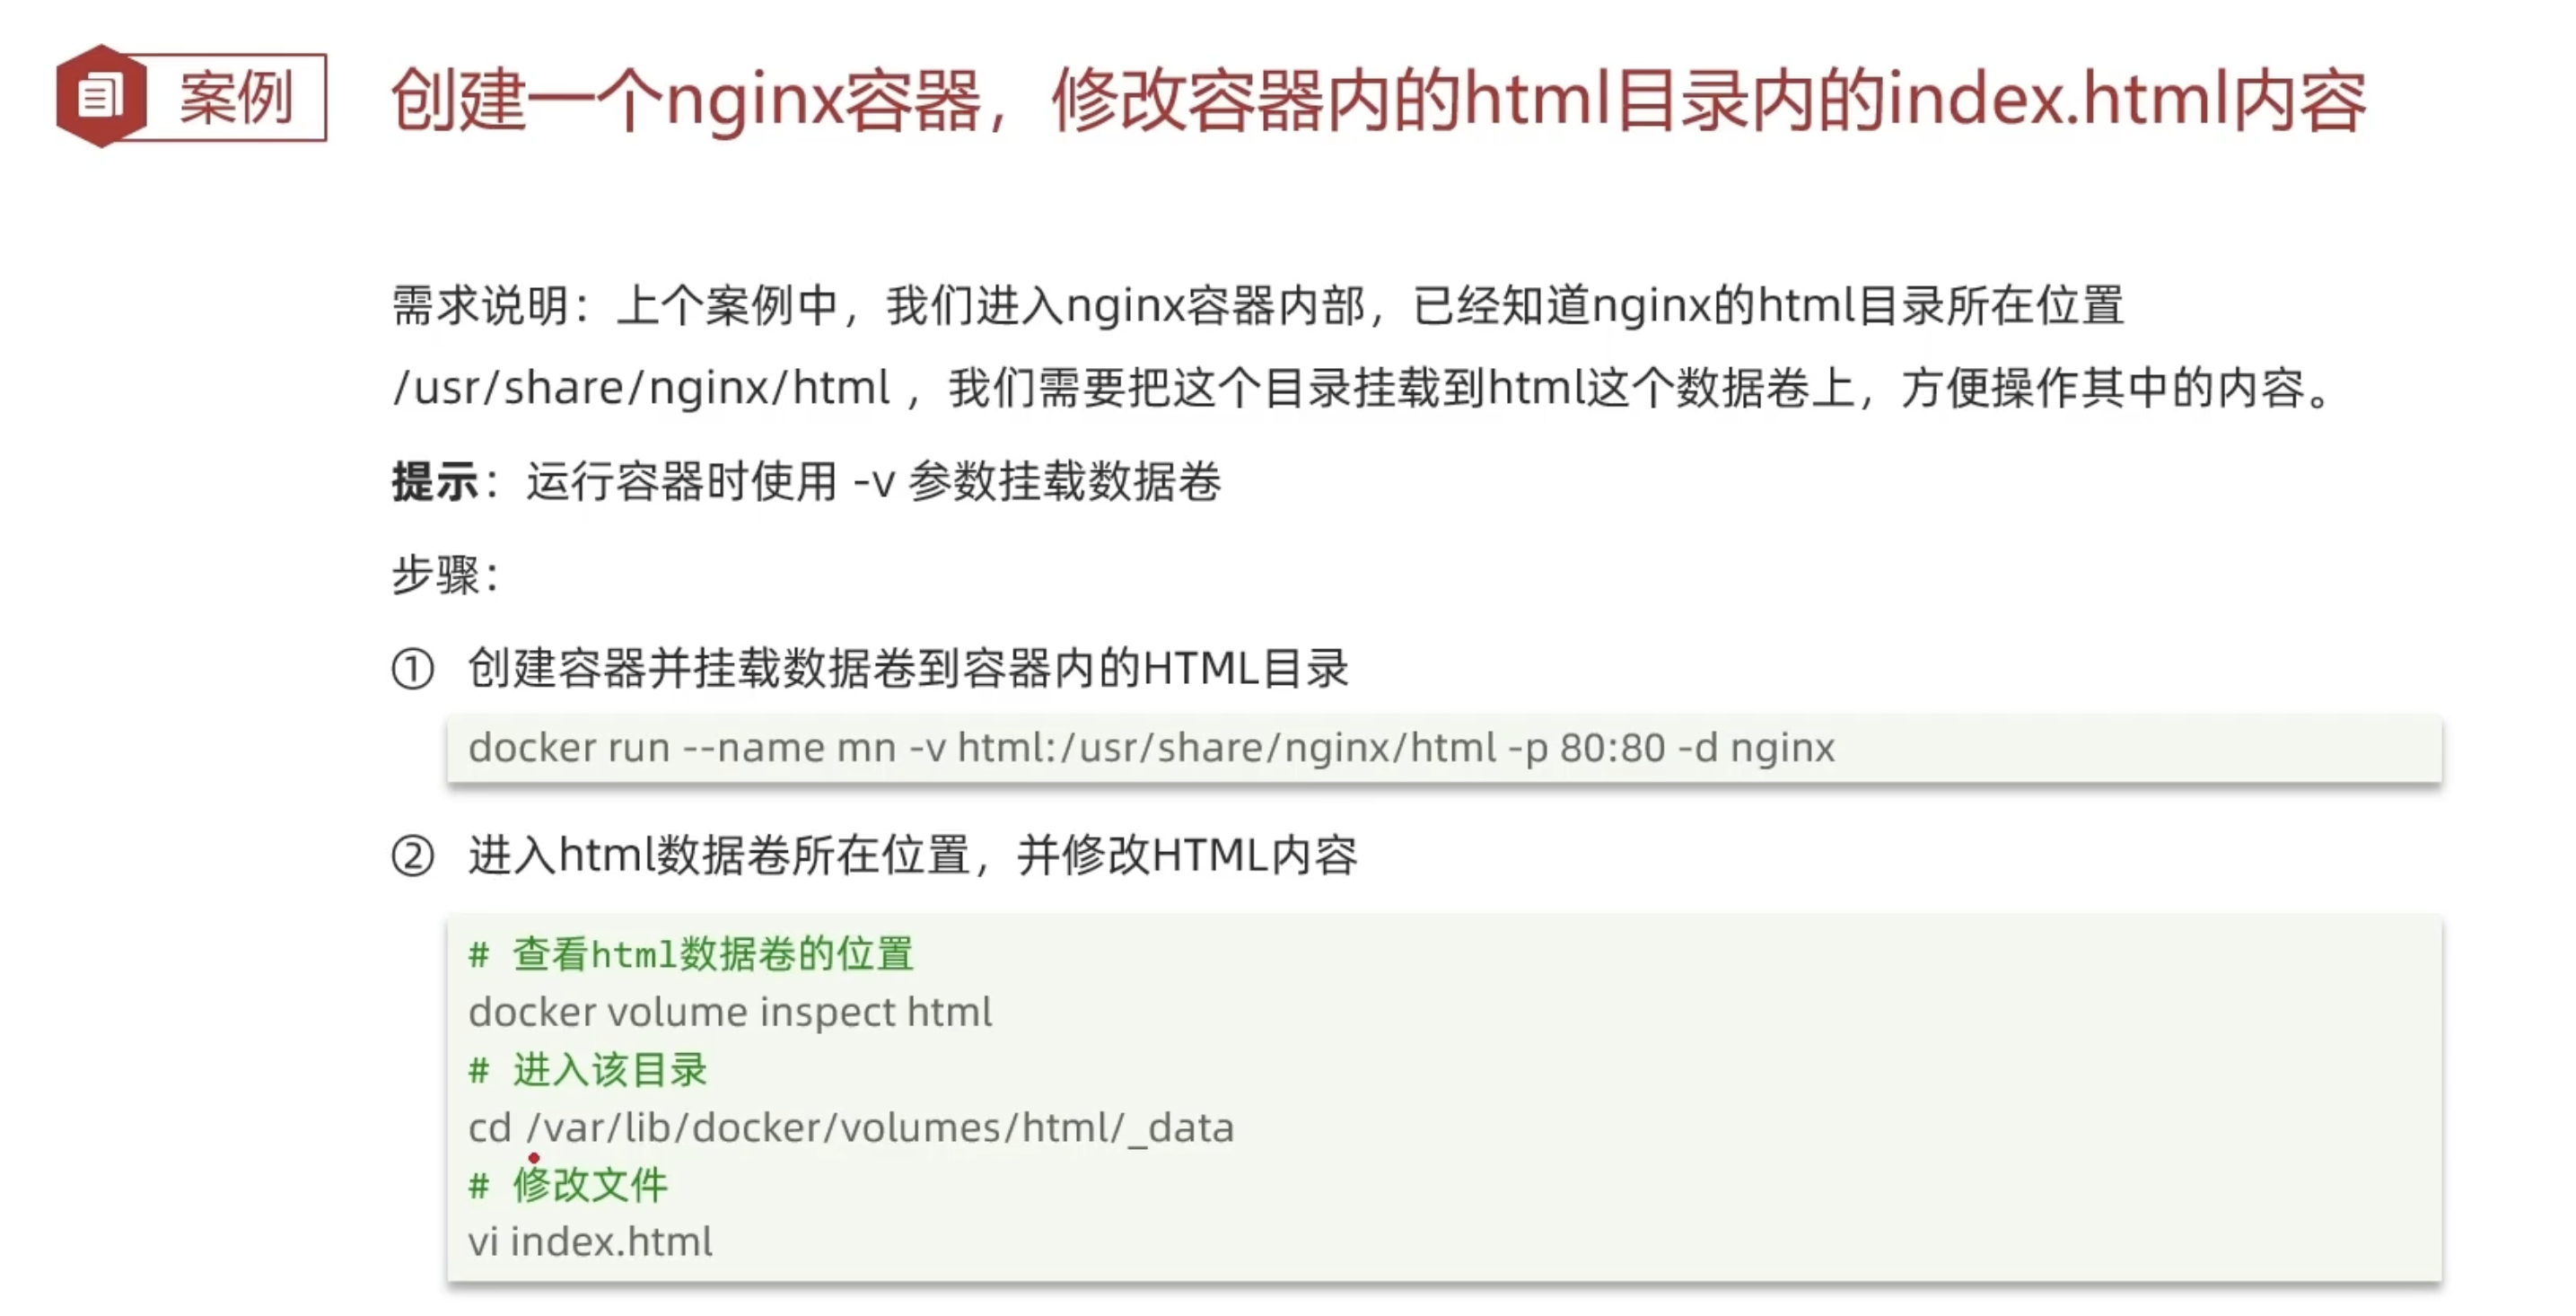 案例
创建一个nginx容器，修改容器内的html目录内的index.html内容
需求说明：上个案例中，我们进入nginx容器内部，已经知道nginx的html目录所在位置
/usr/share/nginx/html ，我们需要把这个目录挂载到html这个数据卷上，方便操作其中的内容。
提示：运行容器时使用 -v 参数挂载数据卷
步骤：
① 创建容器并挂载数据卷到容器内的HTML目录
docker run --name mn -v html:/usr/share/nginx/html -p 80:80 -d nginx
② 进入html数据卷所在位置，并修改HTML内容
# 查看html数据卷的位置
docker volume inspect html
# 进入该目录
cd /var/lib/docker/volumes/html/_data
# 修改文件
vi index.html